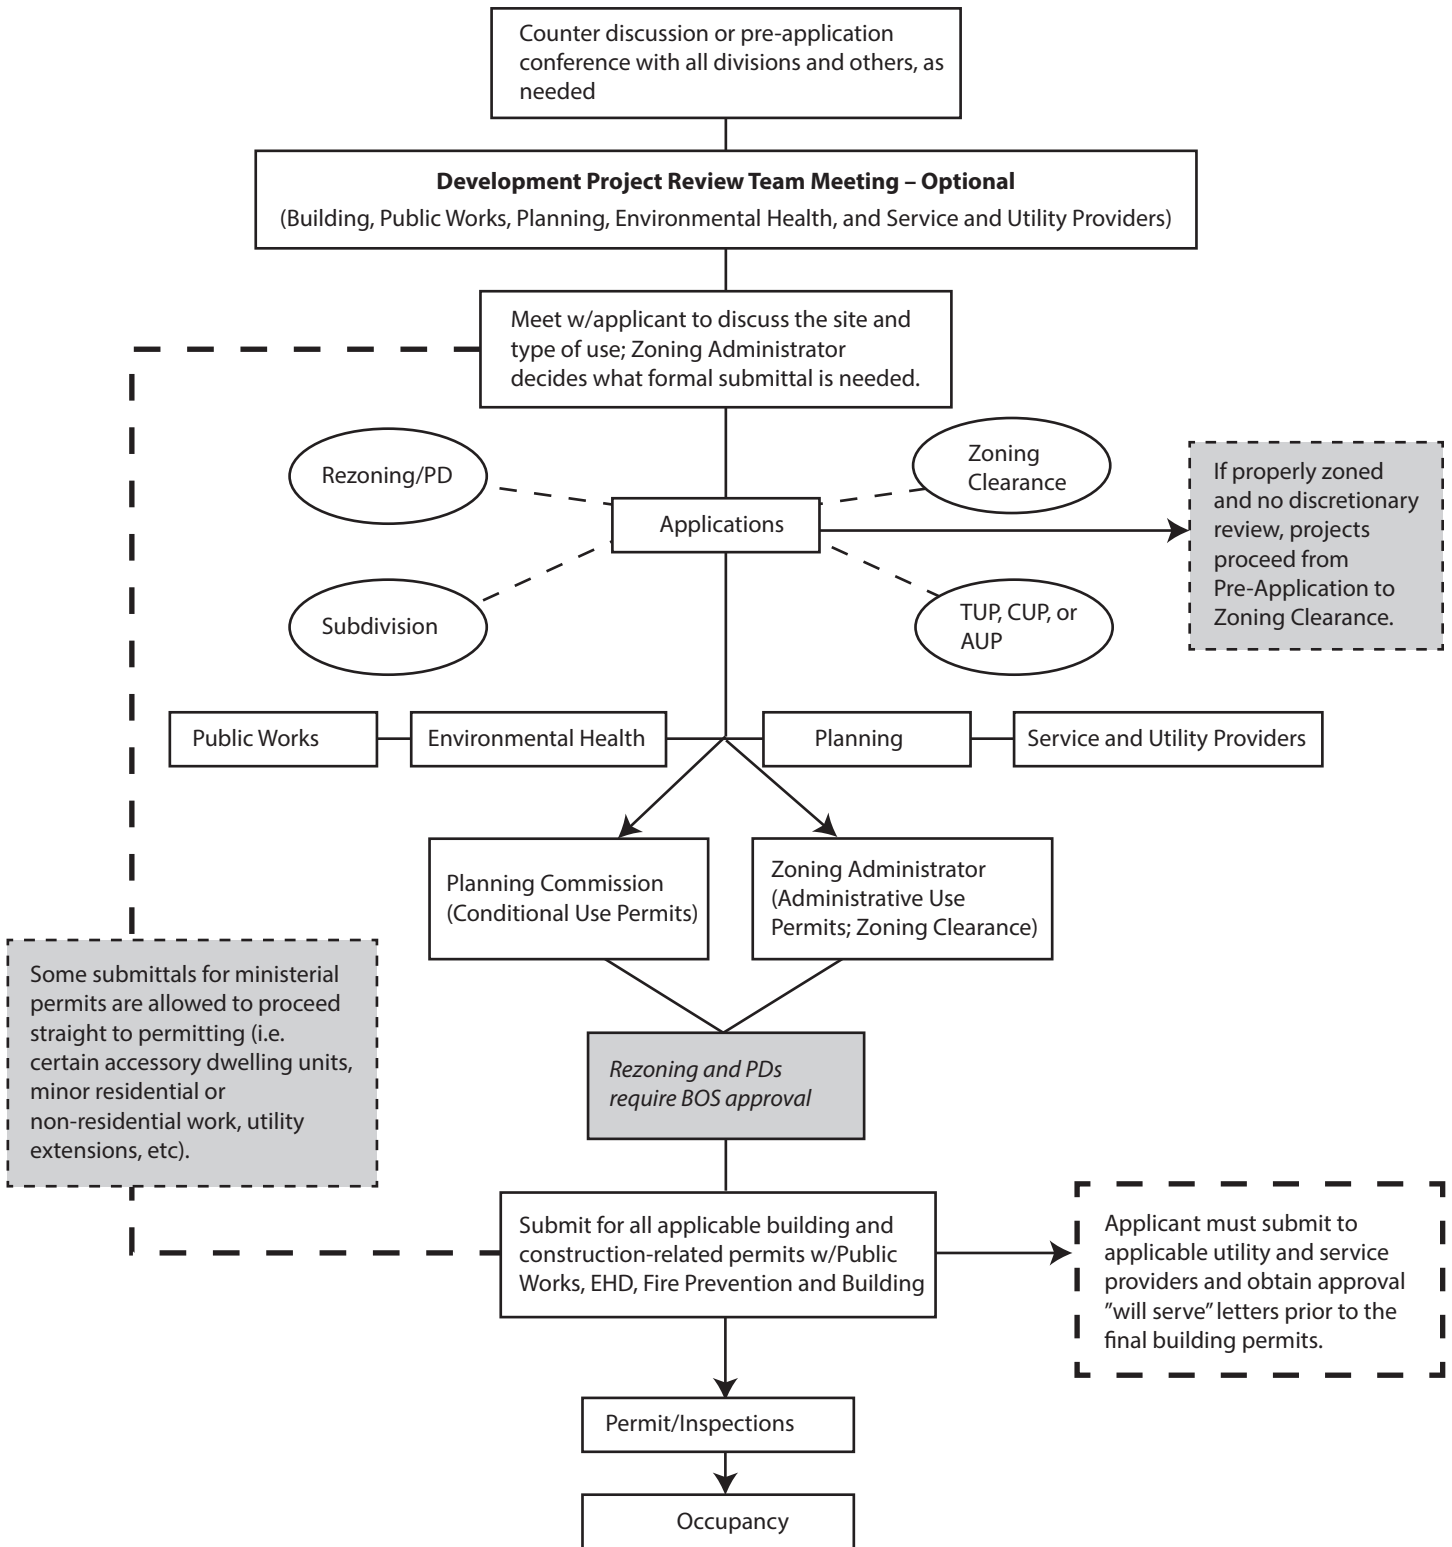 Counter discussion or pre-application
conference with all divisions and others, as
needed
Development Project Review Team Meeting – Optional
(Building, Public Works, Planning, Environmental Health, and Service and Utility Providers)
Meet w/applicant to discuss the site and
type of use; Zoning Administrator
decides what formal submittal is needed.
Rezoning/PD
Zoning
Clearance
Applications
If properly zoned
and no discretionary
review, projects
proceed from
Pre-Application to
Zoning Clearance.
Subdivision
TUP, CUP, or
AUP
Public Works
Environmental Health
Planning
Service and Utility Providers
Planning Commission
(Conditional Use Permits)
Zoning Administrator
(Administrative Use
Permits; Zoning Clearance)
Some submittals for ministerial
permits are allowed to proceed
straight to permitting (i.e.
certain accessory dwelling units,
minor residential or
non-residential work, utility
extensions, etc).
Rezoning and PDs
require BOS approval
Submit for all applicable building and
construction-related permits w/Public
Works, EHD, Fire Prevention and Building
Applicant must submit to
applicable utility and service
providers and obtain approval
”will serve” letters prior to the
final building permits.
Permit/Inspections
Occupancy